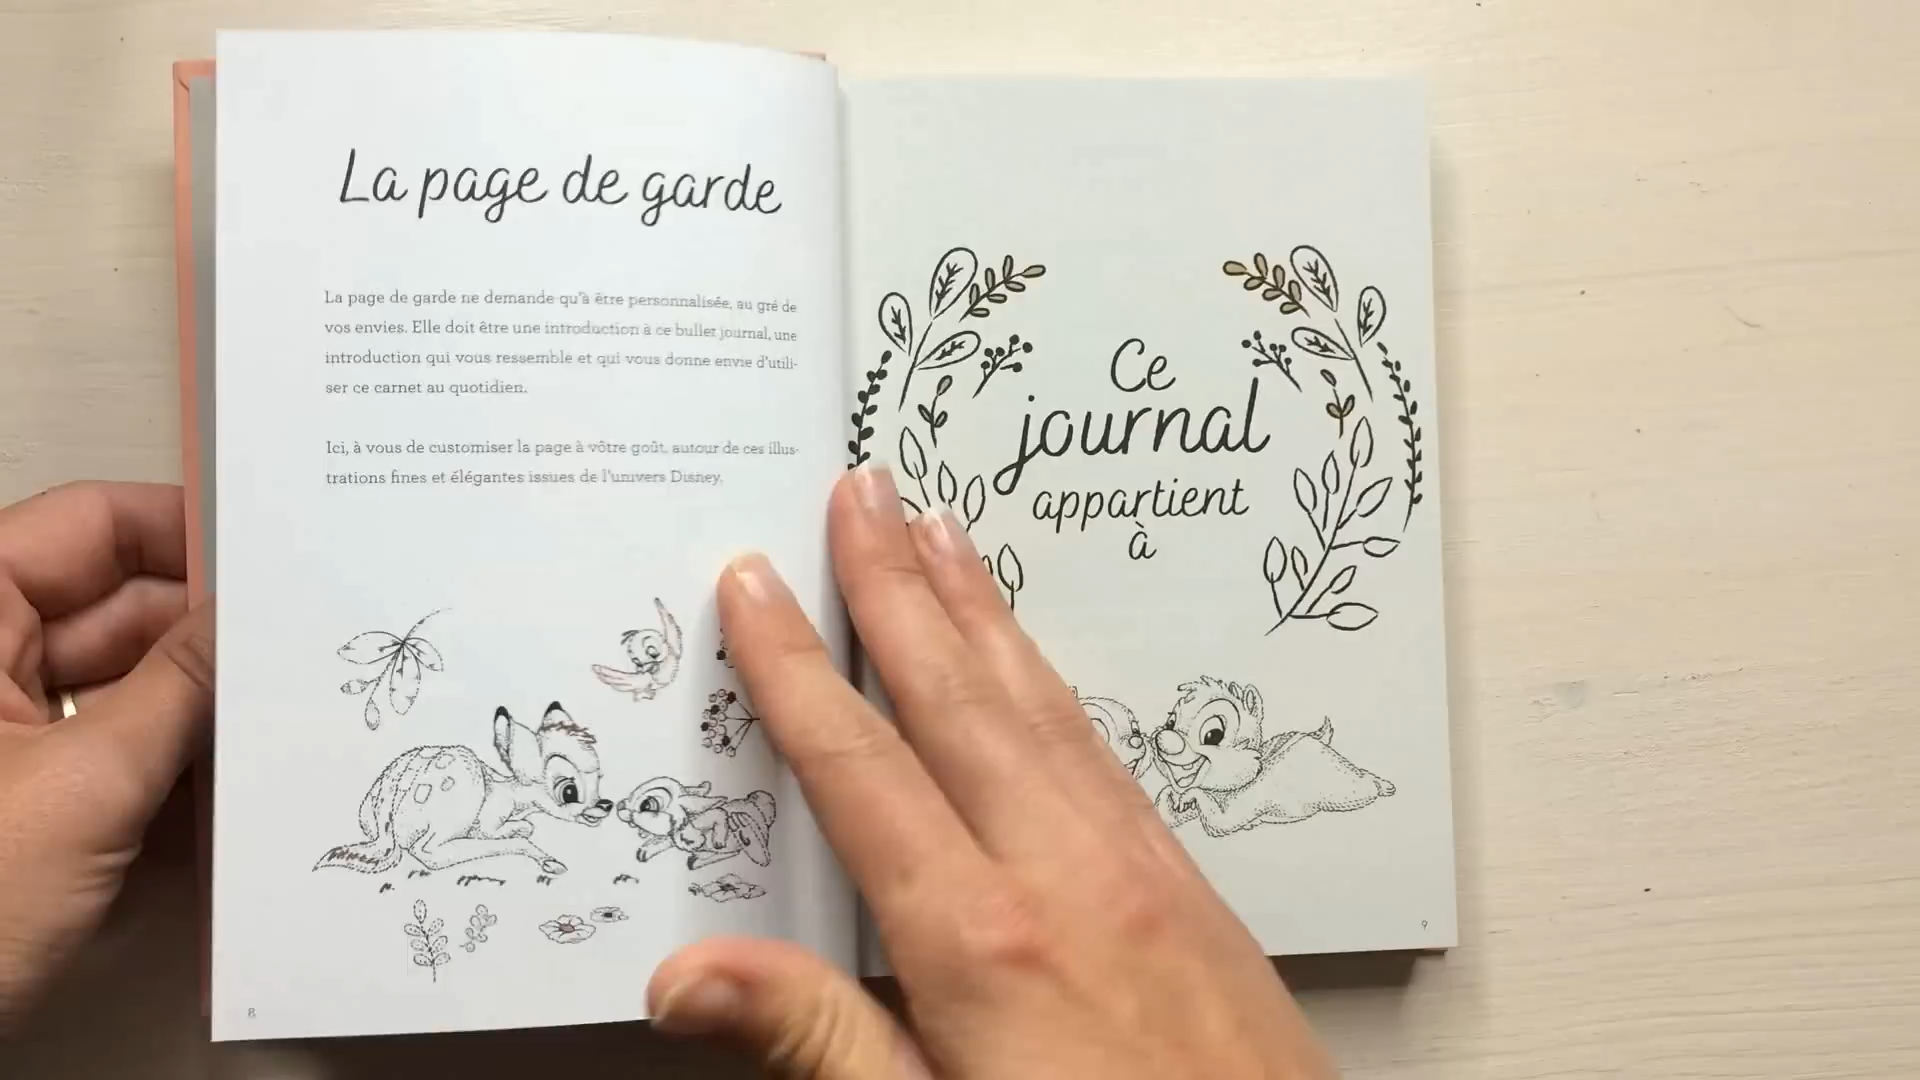 La page de garde
La page de garde ne demande qu'à être personnalisée, au gré de
vos envies. Elle doit être une introduction à ce bullet journal, une
introduction qui vous ressemble et qui vous donne envie d'utili-
ser ce carnet au quotidien.
Ici, à vous de customiser la page à vôtre goût, autour de ces illus-
trations fines et élégantes issues de l'univers Disney.
8
Ce
journal
appartient
à
9